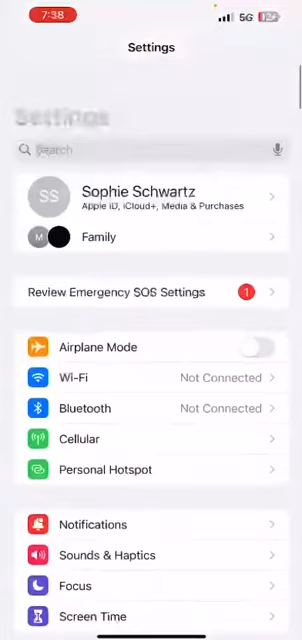 7:38
5G 12
Settings
Settings
Search
SS
Sophie Schwartz
Apple ID, iCloud+, Media & Purchases
M
Family
Review Emergency SOS Settings 1
Airplane Mode
Wi-Fi Not Connected
Bluetooth Not Connected
Cellular
Personal Hotspot
Notifications
Sounds & Haptics
Focus
Screen Time